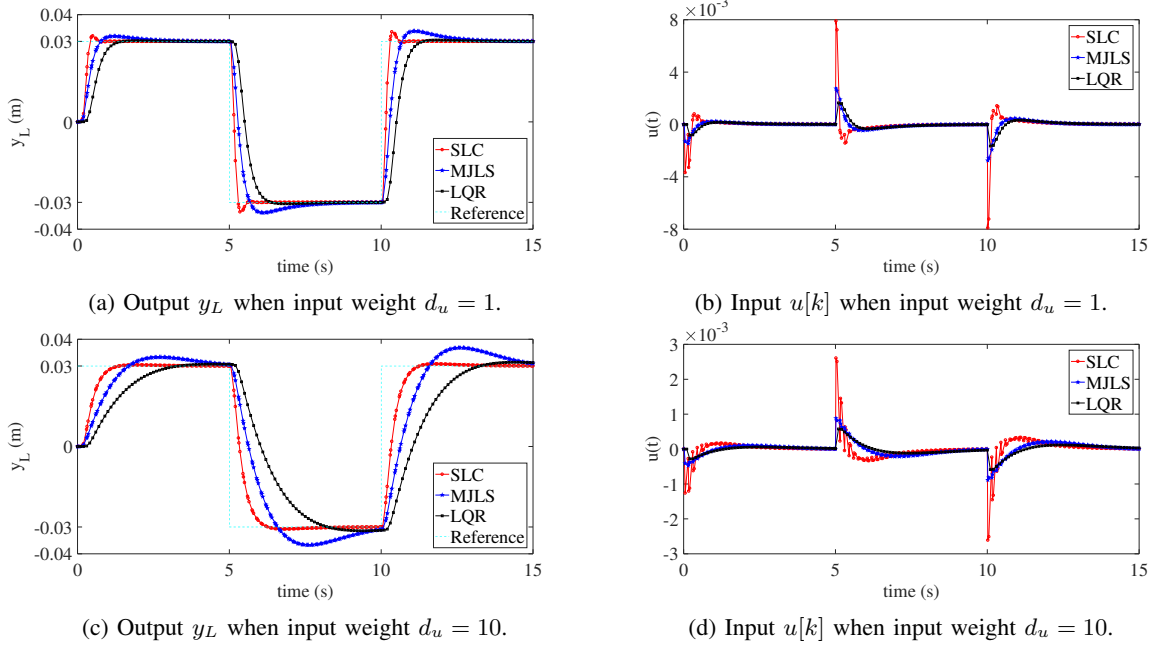 0.04
0.03
0
-0.03
-0.04
y_L (m)
0 5 10 15
time (s)
SLC
MJLS
LQR
Reference
(a) Output y_L when input weight d_u = 1.
×10^-3
8
4
0
-4
-8
u(t)
0 5 10 15
time (s)
SLC
MJLS
LQR
(b) Input u[k] when input weight d_u = 1.
0.04
0.03
0
-0.03
-0.04
y_L (m)
0 5 10 15
time (s)
SLC
MJLS
LQR
Reference
(c) Output y_L when input weight d_u = 10.
×10^-3
3
2
1
0
-1
-2
-3
u(t)
0 5 10 15
time (s)
SLC
MJLS
LQR
(d) Input u[k] when input weight d_u = 10.